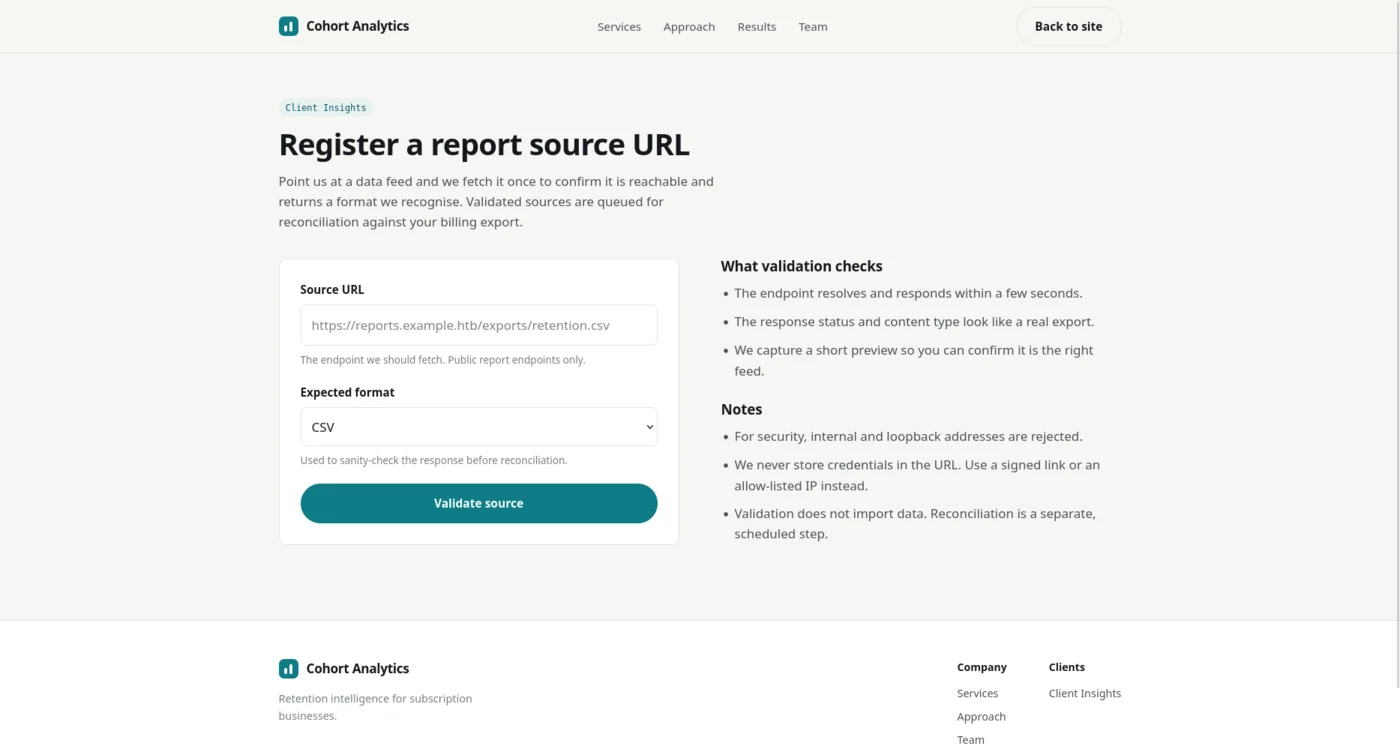 Cohort Analytics
Services
Approach
Results
Team
Back to site
Client Insights
Register a report source URL
Point us at a data feed and we fetch it once to confirm it is reachable and
returns a format we recognise. Validated sources are queued for
reconciliation against your billing export.
Source URL
https://reports.example.htb/exports/retention.csv
The endpoint we should fetch. Public report endpoints only.
Expected format
CSV
Used to sanity-check the response before reconciliation.
Validate source
What validation checks
• The endpoint resolves and responds within a few seconds.
• The response status and content type look like a real export.
• We capture a short preview so you can confirm it is the right
feed.
Notes
• For security, internal and loopback addresses are rejected.
• We never store credentials in the URL. Use a signed link or an
allow-listed IP instead.
• Validation does not import data. Reconciliation is a separate,
scheduled step.
Cohort Analytics
Retention intelligence for subscription
businesses.
Company
Services
Approach
Team
Clients
Client Insights